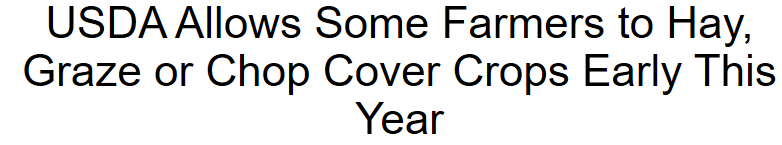 USDA Allows Some Farmers to Hay,
Graze or Chop Cover Crops Early This
Year